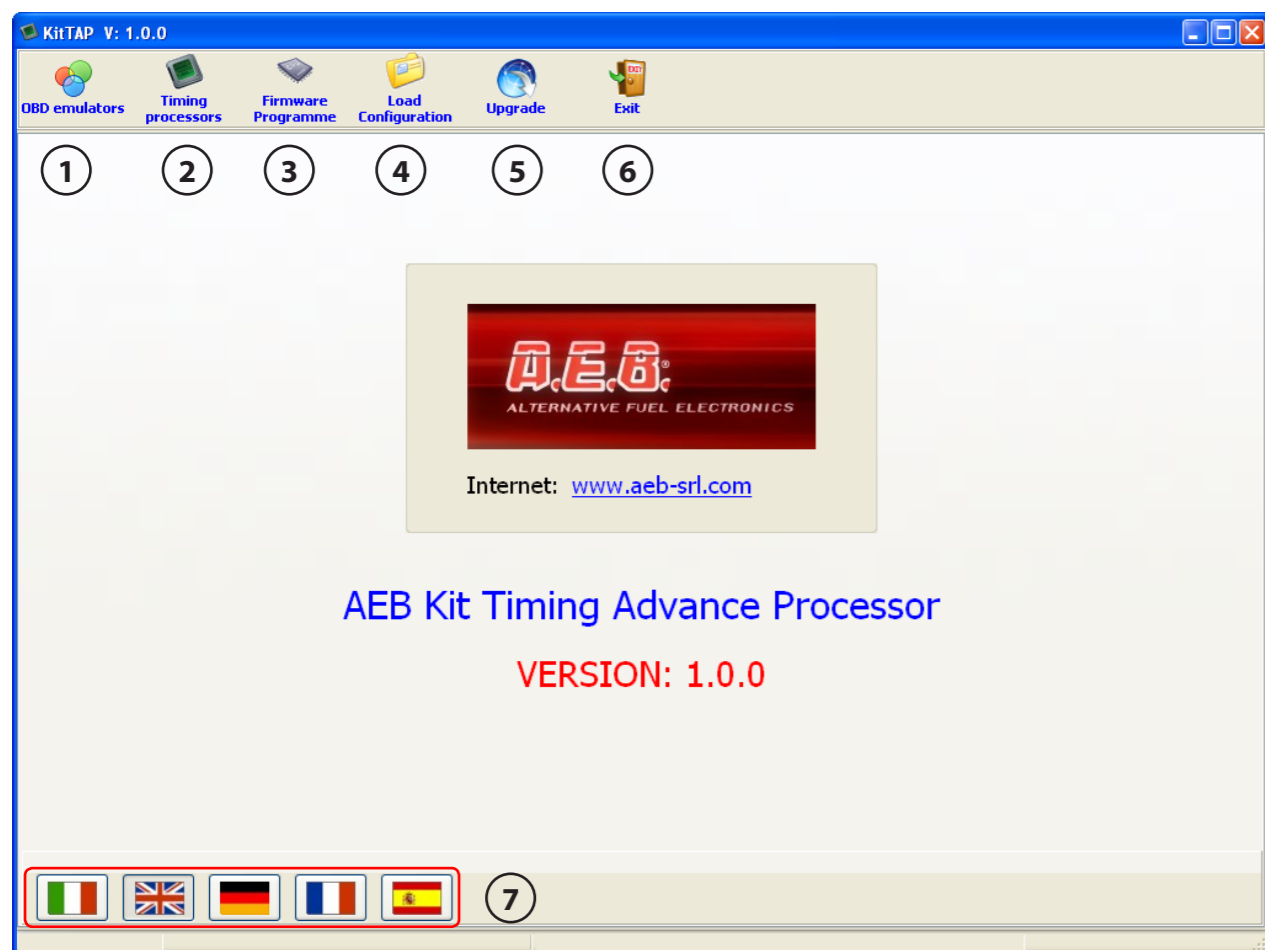 KitTAP V: 1.0.0
OBD emulators
Timing
processors
Firmware
Programme
Load
Configuration
Upgrade
EXIT
Exit
1
2
3
4
5
6
A.E.B.®
ALTERNATIVE FUEL ELECTRONICS
Internet: www.aeb-srl.com
AEB Kit Timing Advance Processor
VERSION: 1.0.0
7